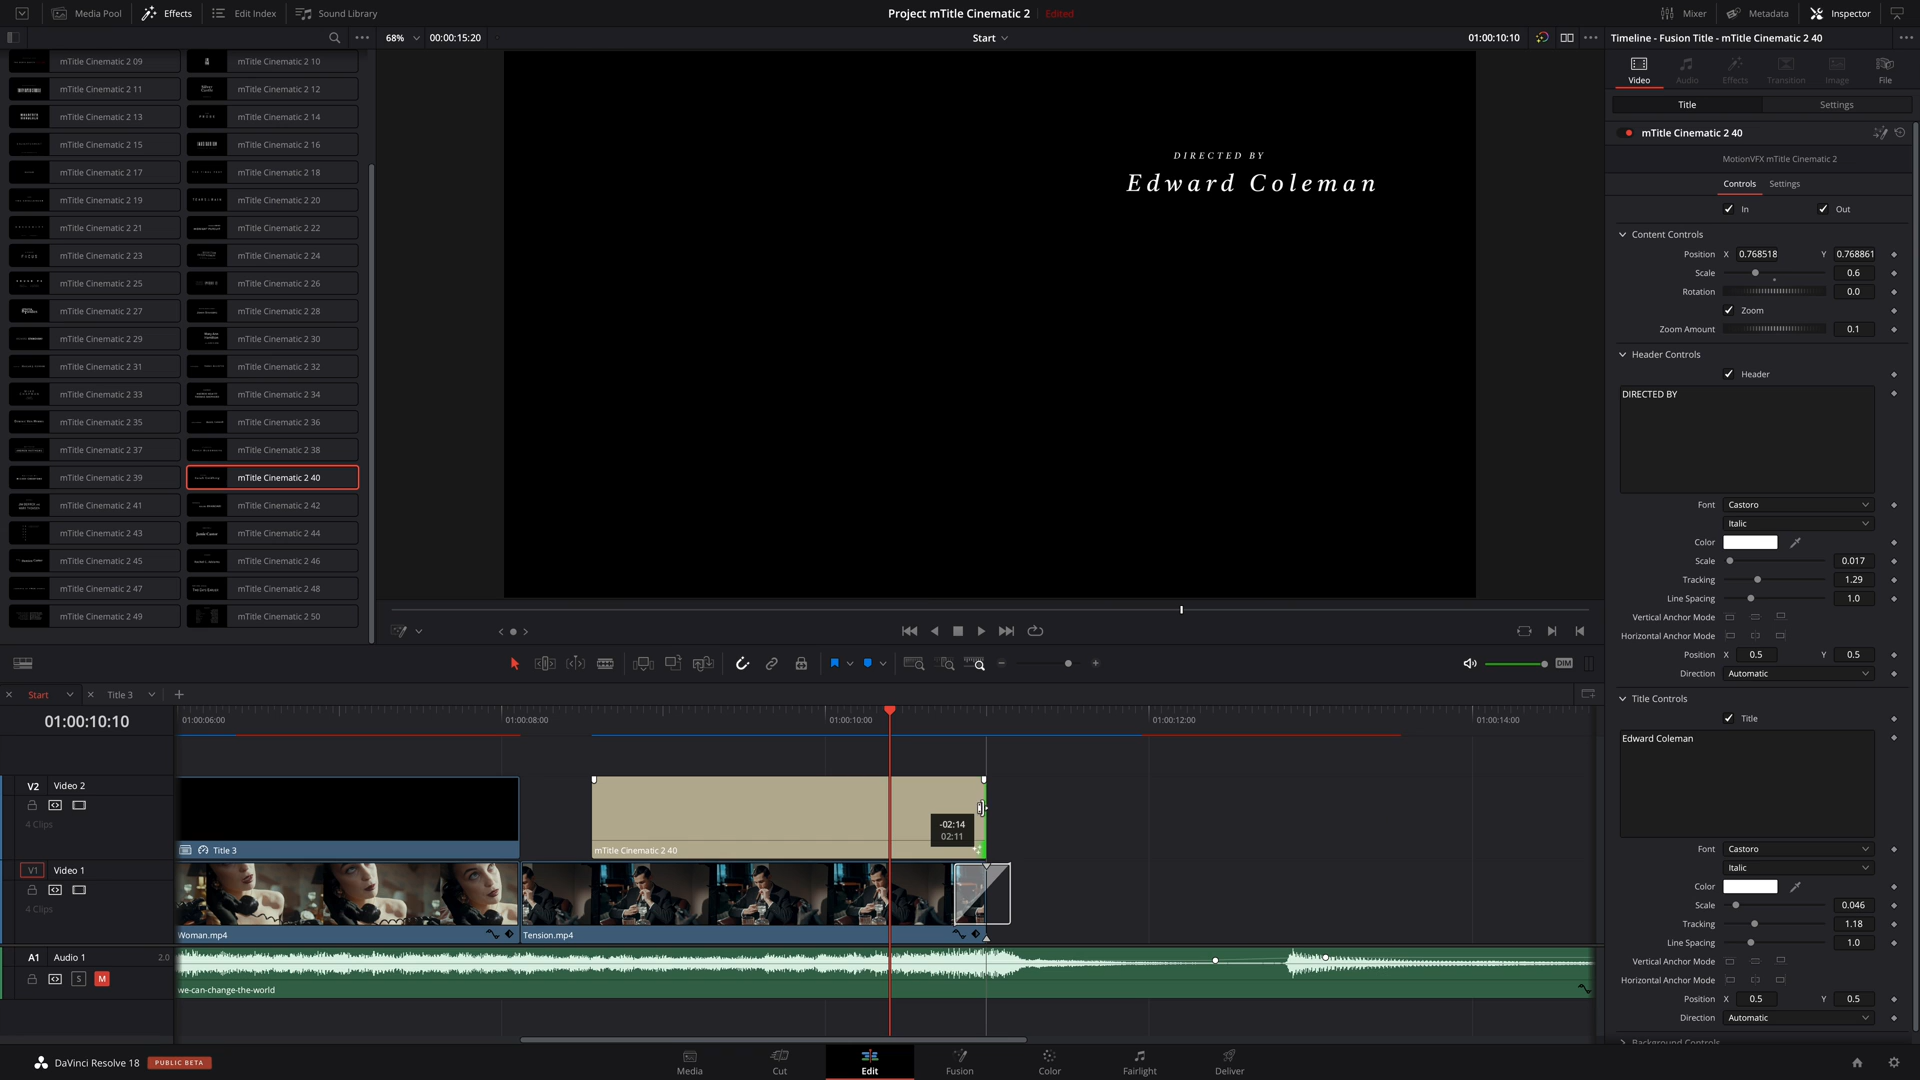 Media Pool
Effects
Edit Index
Sound Library
Project mTitle Cinematic 2
Edited
Mixer
Metadata
Inspector
68%
00:00:15:20
Start
01:00:10:10
Timeline - Fusion Title - mTitle Cinematic 2 40
mTitle Cinematic 2 09
mTitle Cinematic 2 10
mTitle Cinematic 2 11
mTitle Cinematic 2 12
mTitle Cinematic 2 13
mTitle Cinematic 2 14
mTitle Cinematic 2 15
mTitle Cinematic 2 16
mTitle Cinematic 2 17
mTitle Cinematic 2 18
mTitle Cinematic 2 19
mTitle Cinematic 2 20
mTitle Cinematic 2 21
mTitle Cinematic 2 22
mTitle Cinematic 2 23
mTitle Cinematic 2 24
mTitle Cinematic 2 25
mTitle Cinematic 2 26
mTitle Cinematic 2 27
mTitle Cinematic 2 28
mTitle Cinematic 2 29
mTitle Cinematic 2 30
mTitle Cinematic 2 31
mTitle Cinematic 2 32
mTitle Cinematic 2 33
mTitle Cinematic 2 34
mTitle Cinematic 2 35
mTitle Cinematic 2 36
mTitle Cinematic 2 37
mTitle Cinematic 2 38
mTitle Cinematic 2 39
mTitle Cinematic 2 40
mTitle Cinematic 2 41
mTitle Cinematic 2 42
mTitle Cinematic 2 43
mTitle Cinematic 2 44
mTitle Cinematic 2 45
mTitle Cinematic 2 46
mTitle Cinematic 2 47
mTitle Cinematic 2 48
mTitle Cinematic 2 49
mTitle Cinematic 2 50
DIRECTED BY
Edward Coleman
Video
Audio
Effects
Transition
Image
File
Title
Settings
mTitle Cinematic 2 40
MotionVFX mTitle Cinematic 2
Controls
Settings
In
Out
Content Controls
Position X 0.768518 Y 0.768861
Scale 0.6
Rotation 0.0
Zoom
Zoom Amount 0.1
Header Controls
Header
DIRECTED BY
Font Castoro
Italic
Color
Scale 0.017
Tracking 1.29
Line Spacing 1.0
Vertical Anchor Mode
Horizontal Anchor Mode
Position X 0.5 Y 0.5
Direction Automatic
Title Controls
Title
Edward Coleman
Font Castoro
Italic
Color
Scale 0.046
Tracking 1.18
Line Spacing 1.0
Vertical Anchor Mode
Horizontal Anchor Mode
Position X 0.5 Y 0.5
Direction Automatic
Background Controls
DIM
Start
Title 3
01:00:10:10
01:00:06:00
01:00:08:00
01:00:10:00
01:00:12:00
01:00:14:00
V2 Video 2
4 Clips
Title 3
mTitle Cinematic 2 40
-02:14
02:11
V1 Video 1
4 Clips
Woman.mp4
Tension.mp4
A1 Audio 1 2.0
S M
we-can-change-the-world
DaVinci Resolve 18
PUBLIC BETA
Media
Cut
Edit
Fusion
Color
Fairlight
Deliver